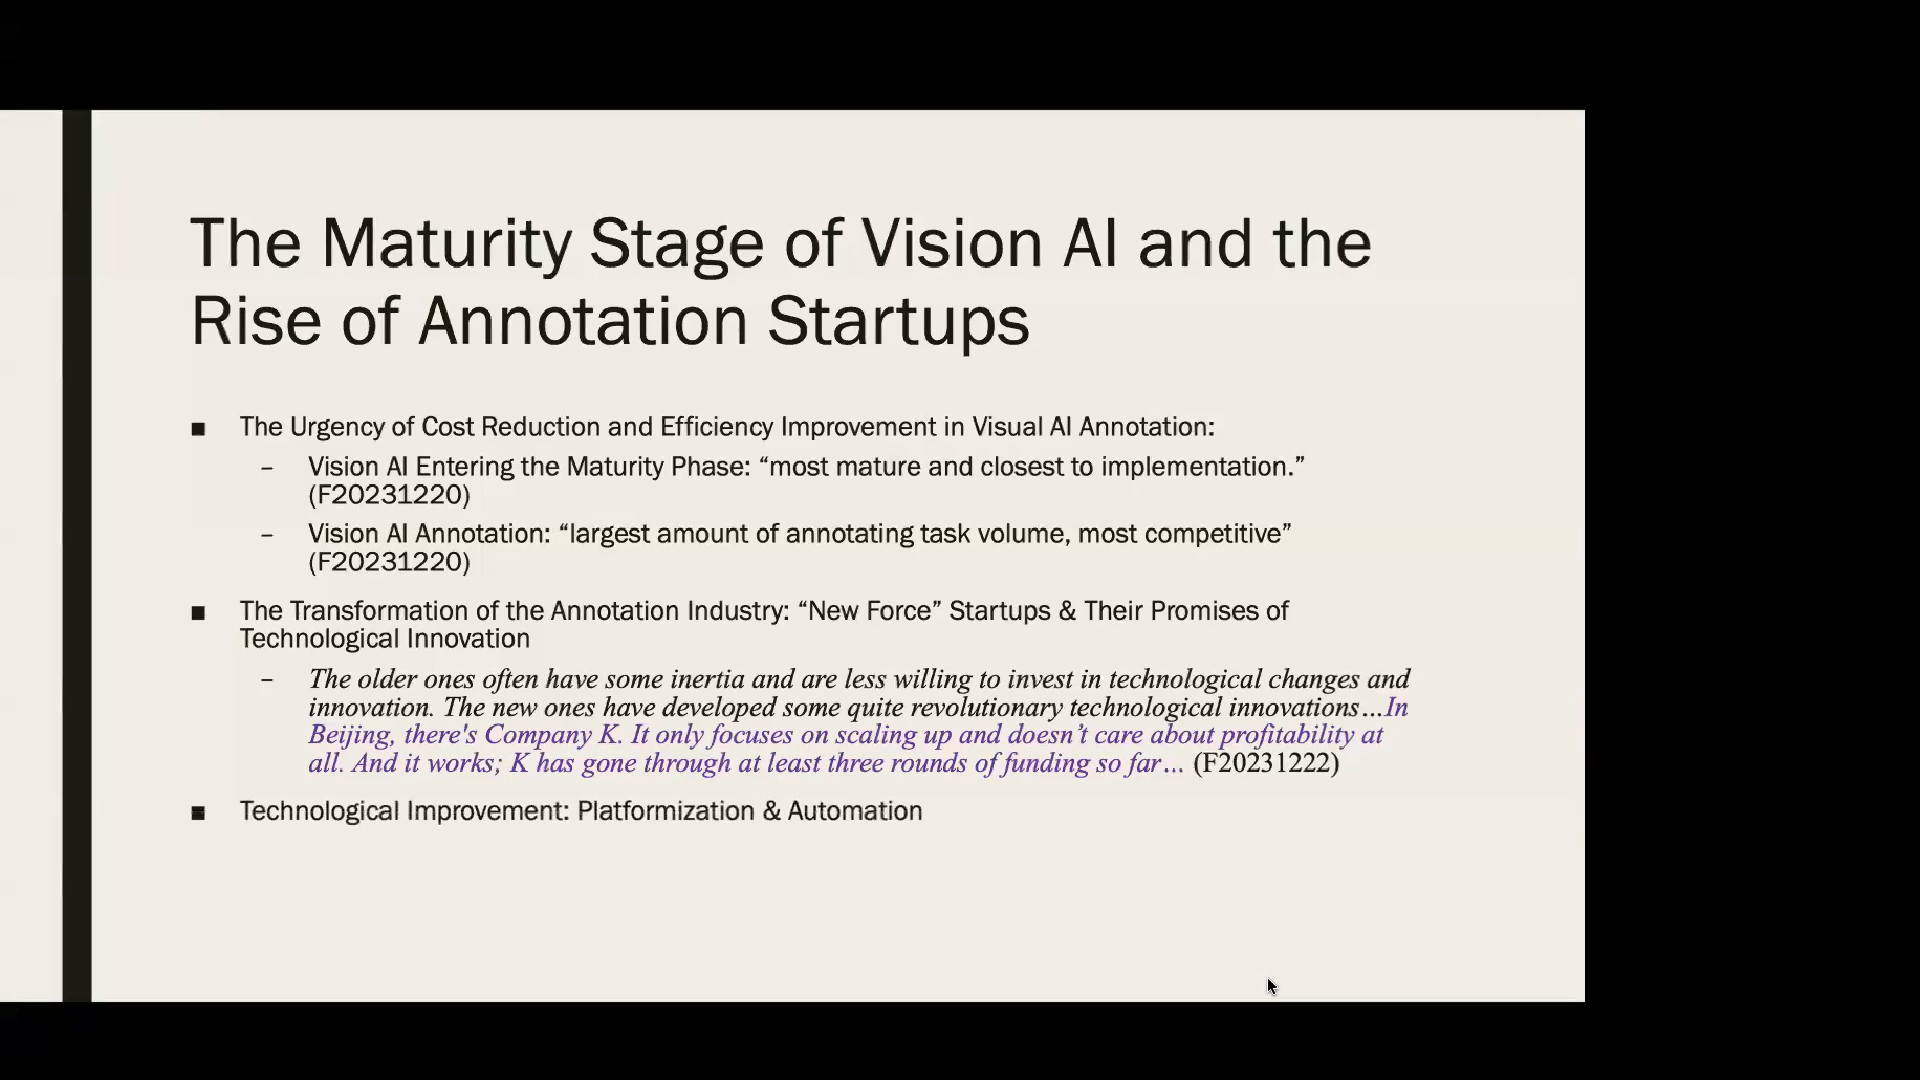 The Maturity Stage of Vision AI and the
Rise of Annotation Startups
■ The Urgency of Cost Reduction and Efficiency Improvement in Visual AI Annotation:
– Vision AI Entering the Maturity Phase: “most mature and closest to implementation.”
(F20231220)
– Vision AI Annotation: “largest amount of annotating task volume, most competitive”
(F20231220)
■ The Transformation of the Annotation Industry: “New Force” Startups & Their Promises of
Technological Innovation
– The older ones often have some inertia and are less willing to invest in technological changes and
innovation. The new ones have developed some quite revolutionary technological innovations…In
Beijing, there's Company K. It only focuses on scaling up and doesn’t care about profitability at
all. And it works; K has gone through at least three rounds of funding so far… (F20231222)
■ Technological Improvement: Platformization & Automation